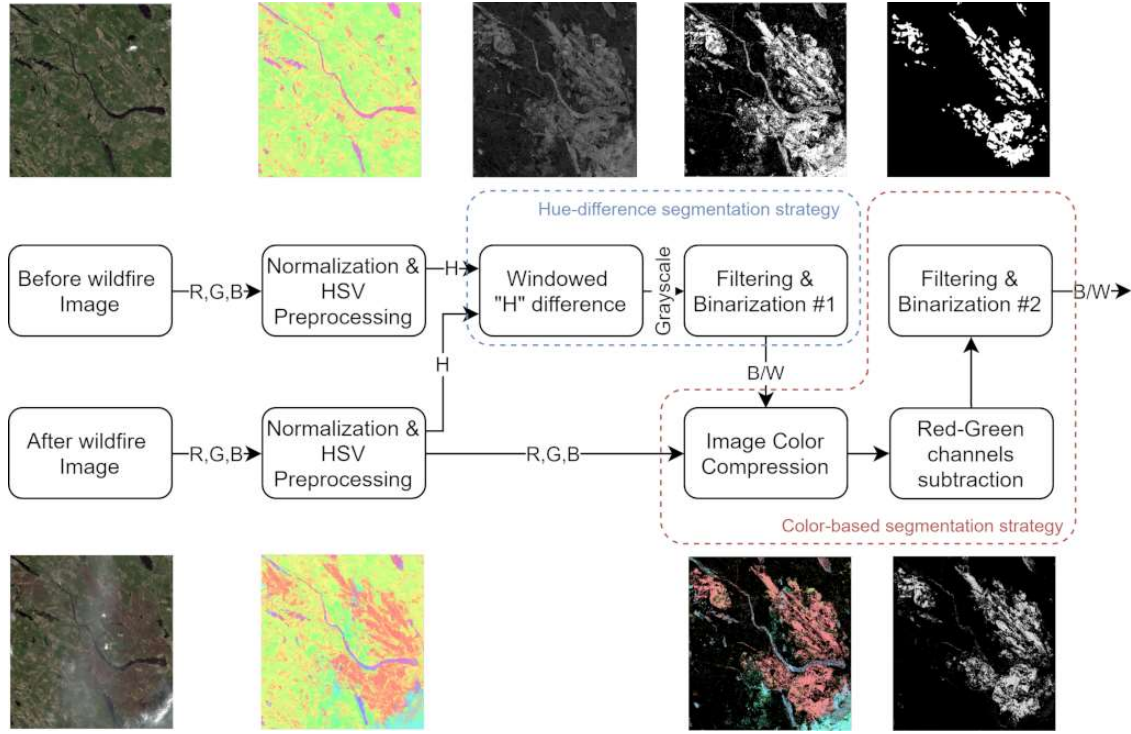 Hue-difference segmentation strategy
Before wildfire
Image
R,G,B
Normalization &
HSV
Preprocessing
H
Windowed
"H" difference
Grayscale
Filtering &
Binarization #1
Filtering &
Binarization #2
B/W
H
B/W
After wildfire
Image
R,G,B
Normalization &
HSV
Preprocessing
R,G,B
Image Color
Compression
Red-Green
channels
subtraction
Color-based segmentation strategy